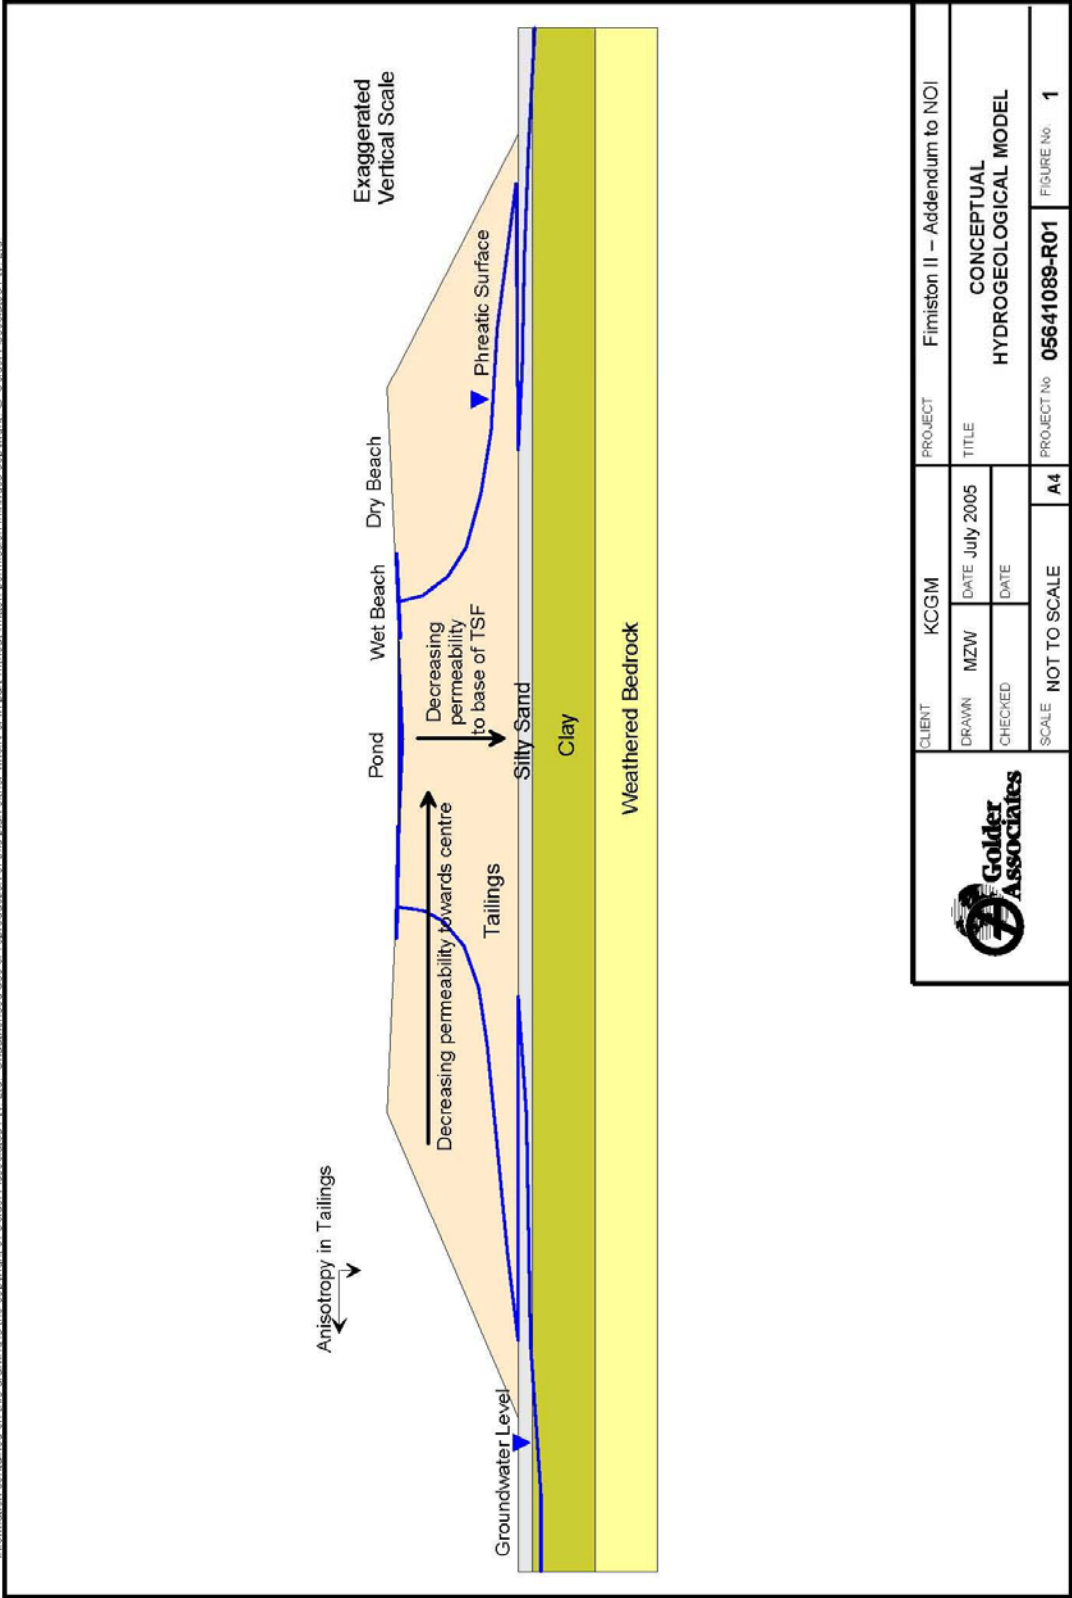 Exaggerated
Vertical Scale
Anisotropy in Tailings
Pond
Wet Beach
Dry Beach
Decreasing
permeability
to base of TSF
Phreatic Surface
Decreasing permeability towards centre
Tailings
Groundwater Level
Silty Sand
Clay
Weathered Bedrock
Golder
Associates
CLIENT KCGM
PROJECT Fimiston II – Addendum to NOI
DRAWN MZW DATE July 2005
CHECKED DATE
TITLE
CONCEPTUAL
HYDROGEOLOGICAL MODEL
SCALE NOT TO SCALE A4 PROJECT No 05641089-R01 FIGURE No. 1